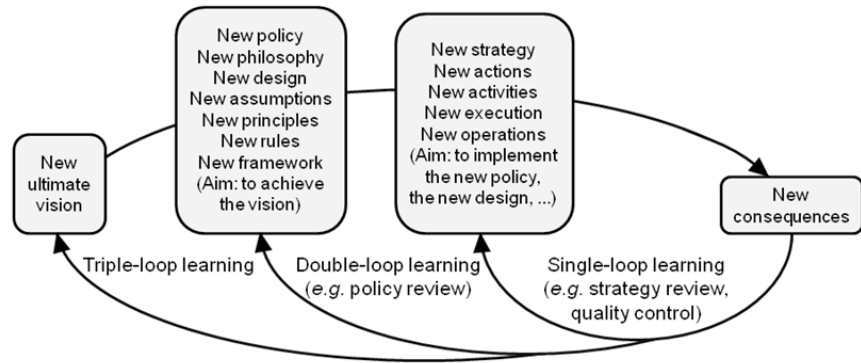 New policy
New philosophy
New design
New assumptions
New principles
New rules
New framework
(Aim: to achieve
the vision)
New strategy
New actions
New activities
New execution
New operations
(Aim: to implement
the new policy,
the new design, ...)
New
ultimate
vision
New
consequences
Triple-loop learning
Double-loop learning
(e.g. policy review)
Single-loop learning
(e.g. strategy review,
quality control)